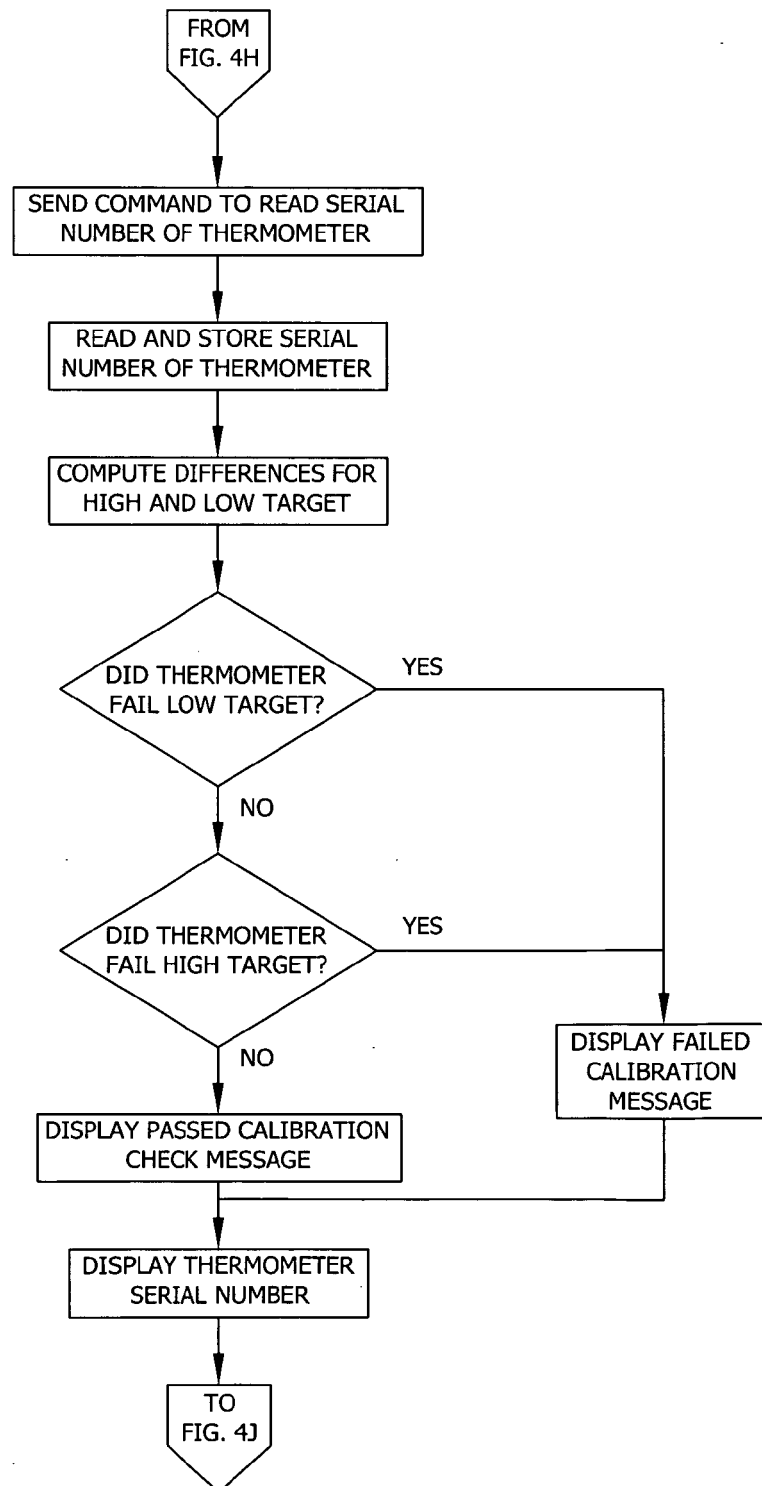 FROM
FIG. 4H
SEND COMMAND TO READ SERIAL
NUMBER OF THERMOMETER
READ AND STORE SERIAL
NUMBER OF THERMOMETER
COMPUTE DIFFERENCES FOR
HIGH AND LOW TARGET
DID THERMOMETER
FAIL LOW TARGET?
YES
NO
DID THERMOMETER
FAIL HIGH TARGET?
YES
NO
DISPLAY FAILED
CALIBRATION
MESSAGE
DISPLAY PASSED CALIBRATION
CHECK MESSAGE
DISPLAY THERMOMETER
SERIAL NUMBER
TO
FIG. 4J